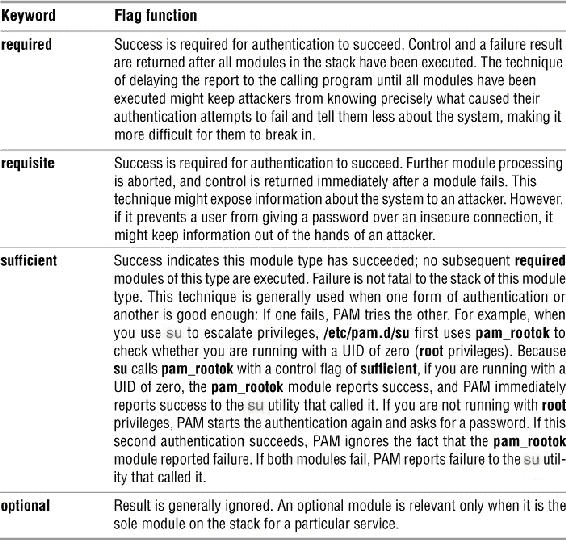 Keyword Flag function
required Success is required for authentication to succeed. Control and a failure result
are returned after all modules in the stack have been executed. The technique
of delaying the report to the calling program until all modules have been
executed might keep attackers from knowing precisely what caused their
authentication attempts to fail and tell them less about the system, making it
more difficult for them to break in.
requisite Success is required for authentication to succeed. Further module processing
is aborted, and control is returned immediately after a module fails. This
technique might expose information about the system to an attacker. However,
if it prevents a user from giving a password over an insecure connection, it
might keep information out of the hands of an attacker.
sufficient Success indicates this module type has succeeded; no subsequent required
modules of this type are executed. Failure is not fatal to the stack of this module
type. This technique is generally used when one form of authentication or
another is good enough: If one fails, PAM tries the other. For example, when
you use su to escalate privileges, /etc/pam.d/su first uses pam_rootok to
check whether you are running with a UID of zero (root privileges). Because
su calls pam_rootok with a control flag of sufficient, if you are running with a
UID of zero, the pam_rootok module reports success, and PAM immediately
reports success to the su utility that called it. If you are not running with root
privileges, PAM starts the authentication again and asks for a password. If this
second authentication succeeds, PAM ignores the fact that the pam_rootok
module reported failure. If both modules fail, PAM reports failure to the su util-
ity that called it.
optional Result is generally ignored. An optional module is relevant only when it is the
sole module on the stack for a particular service.